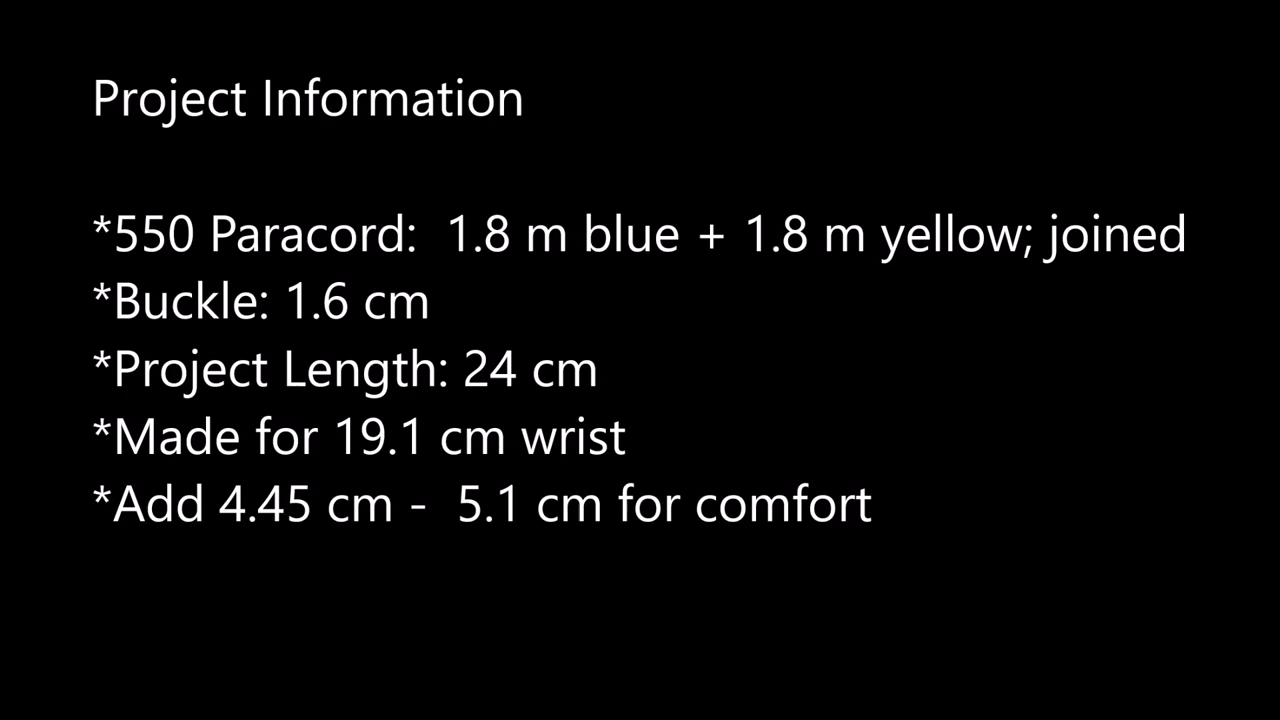 Project Information
*550 Paracord:  1.8 m blue + 1.8 m yellow; joined
*Buckle: 1.6 cm
*Project Length: 24 cm
*Made for 19.1 cm wrist
*Add 4.45 cm -  5.1 cm for comfort